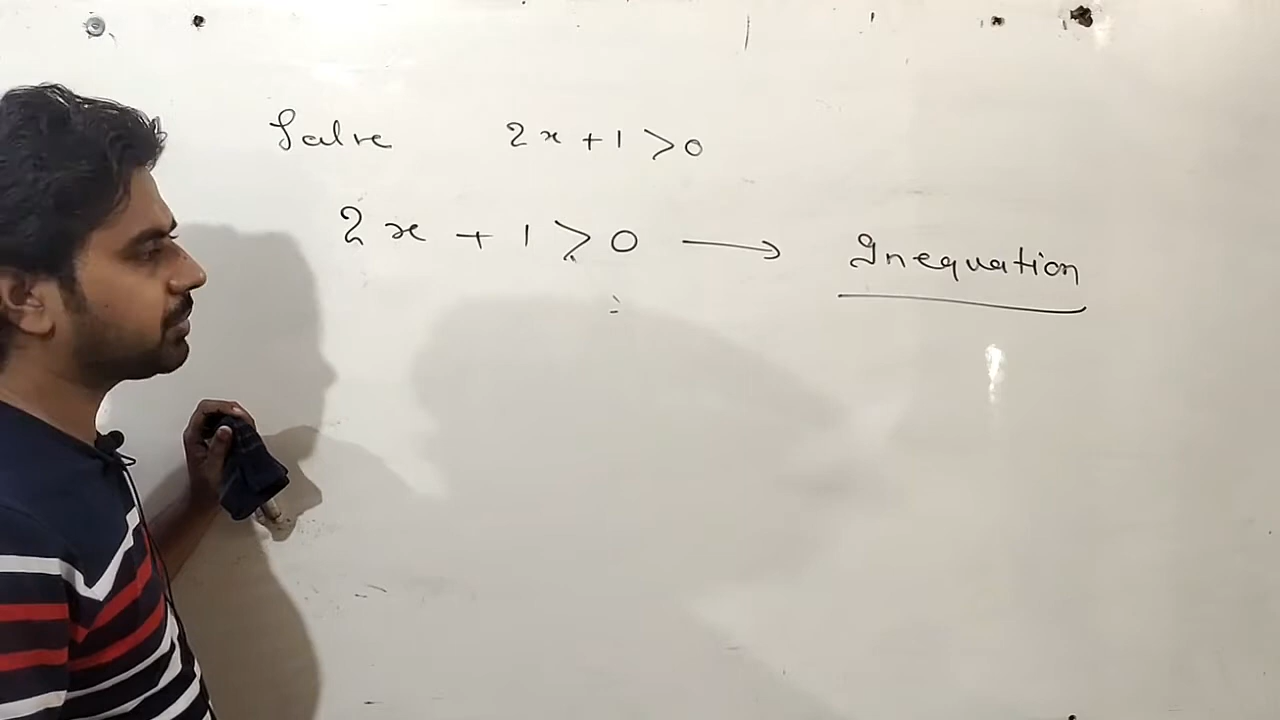 Solve 2x + 1 > 0
2x + 1 > 0 → Inequation